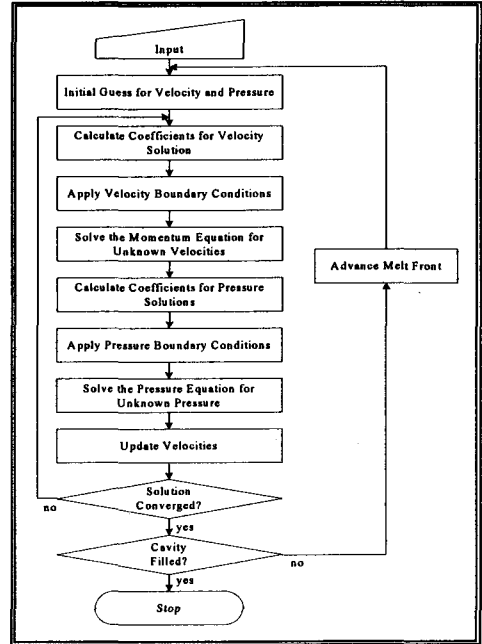 Input
Initial Guess for Velocity and Pressure
Calculate Coefficients for Velocity
Solution
Apply Velocity Boundary Conditions
Solve the Momentum Equation for
Unknown Velocities
Advance Melt Front
Calculate Coefficients for Pressure
Solutions
Apply Pressure Boundary Conditions
Solve the Pressure Equation for
Unknown Pressure
Update Velocities
Solution
Converged?
no
yes
Cavity
Filled?
no
yes
Stop